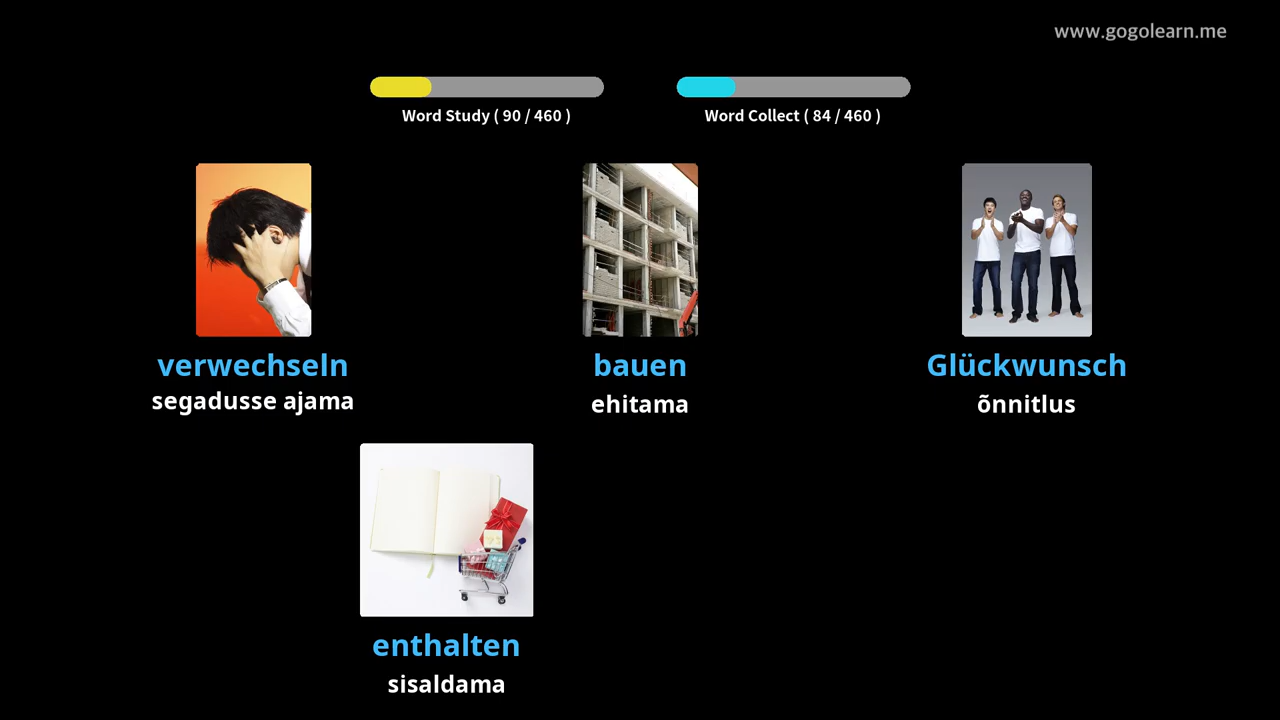 www.gogolearn.me
Word Study ( 90 / 460 )
Word Collect ( 84 / 460 )
verwechseln
segadusse ajama
bauen
ehitama
Glückwunsch
õnnitlus
enthalten
sisaldama